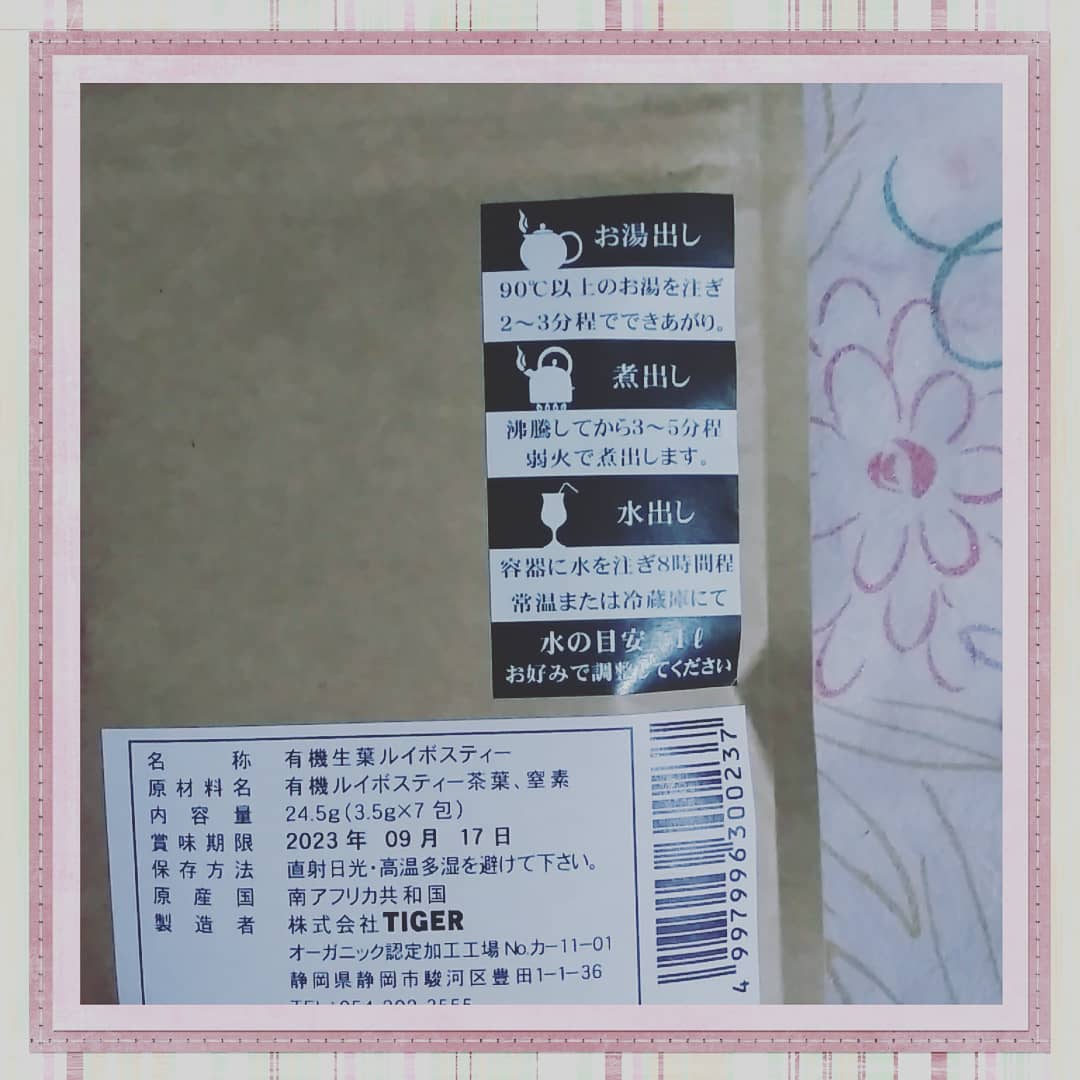 お湯出し
90℃以上のお湯を注ぎ
2〜3分程でできあがり。
煮出し
沸騰してから3〜5分程
弱火で煮出します。
水出し
容器に水を注ぎ8時間程
常温または冷蔵庫にて
水の目安 1ℓ
お好みで調整してください
名称 有機生葉ルイボスティー
原材料名 有機ルイボスティー茶葉、窒素
内容量 24.5g(3.5g×7包)
賞味期限 2023年 09月 17日
保存方法 直射日光・高温多湿を避けて下さい。
原産国 南アフリカ共和国
製造者 株式会社TIGER
オーガニック認定加工工場No.カ-11-01
静岡県静岡市駿河区豊田1-1-36
4997996300237